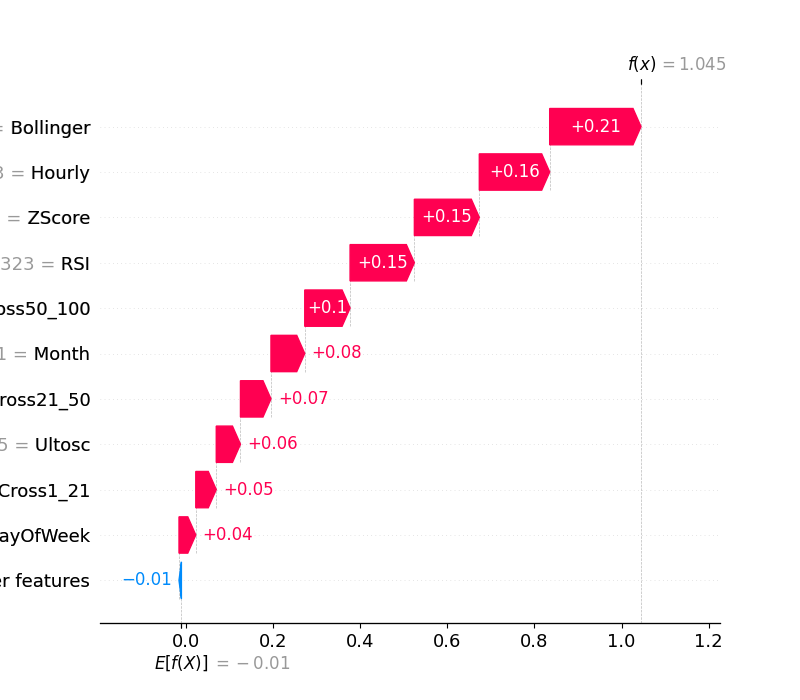 f(x) = 1.045
= Bollinger
+0.21
= Hourly
+0.16
= ZScore
+0.15
323 = RSI
+0.15
oss50_100
+0.1
1 = Month
+0.08
ross21_50
+0.07
5 = Ultosc
+0.06
Cross1_21
+0.05
ayOfWeek
+0.04
er features
−0.01
0.0 0.2 0.4 0.6 0.8 1.0 1.2
E[f(X)] = −0.01